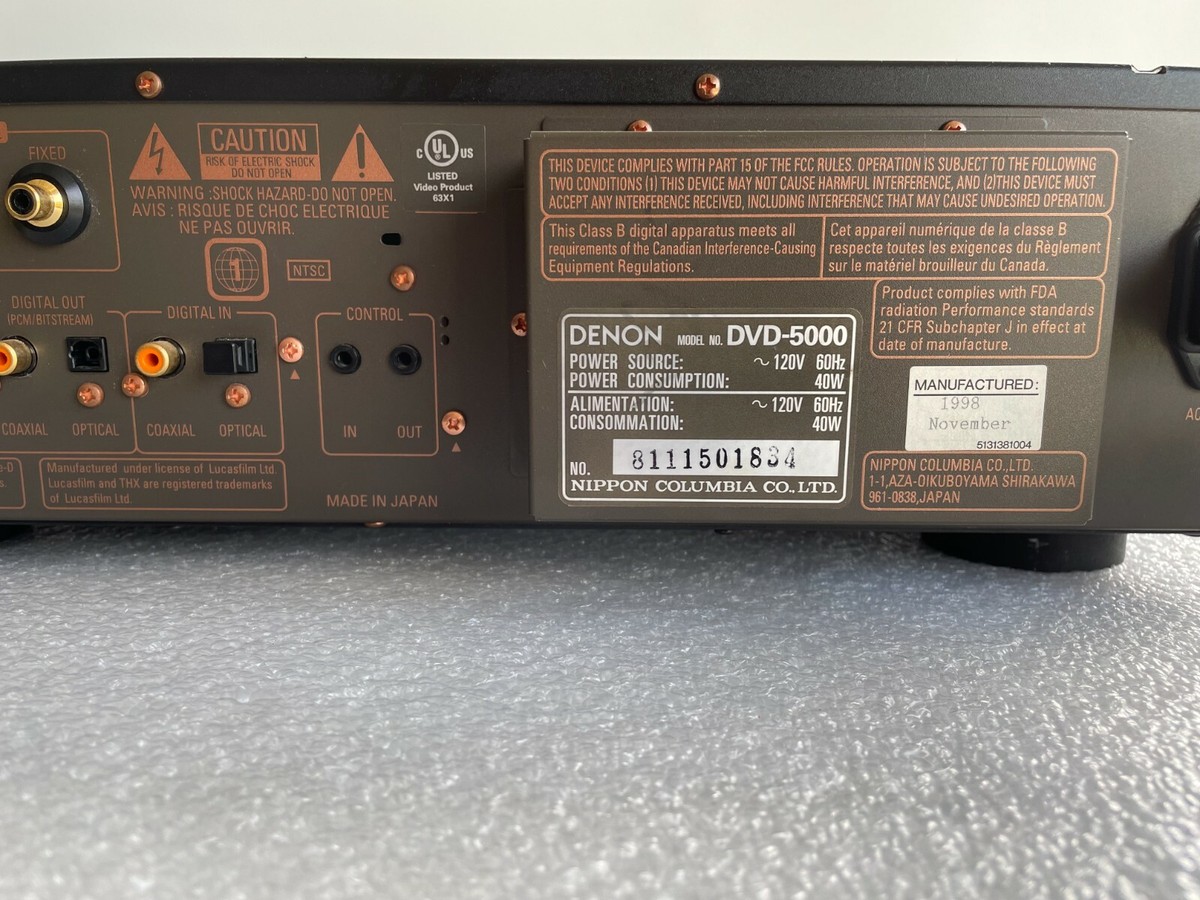 FIXED
CAUTION
RISK OF ELECTRIC SHOCK
DO NOT OPEN
WARNING :SHOCK HAZARD-DO NOT OPEN.
AVIS : RISQUE DE CHOC ELECTRIQUE
NE PAS OUVRIR.
C UL US
LISTED
Video Product
63X1
1
NTSC
DIGITAL OUT
(PCM/BITSTREAM)
DIGITAL IN
CONTROL
COAXIAL
OPTICAL
COAXIAL
OPTICAL
IN
OUT
Manufactured under license of Lucasfilm Ltd.
Lucasfilm and THX are registered trademarks
of Lucasfilm Ltd.
MADE IN JAPAN
THIS DEVICE COMPLIES WITH PART 15 OF THE FCC RULES. OPERATION IS SUBJECT TO THE FOLLOWING
TWO CONDITIONS (1) THIS DEVICE MAY NOT CAUSE HARMFUL INTERFERENCE, AND (2)THIS DEVICE MUST
ACCEPT ANY INTERFERENCE RECEIVED, INCLUDING INTERFERENCE THAT MAY CAUSE UNDESIRED OPERATION.
This Class B digital apparatus meets all
requirements of the Canadian Interference-Causing
Equipment Regulations.
Cet appareil numérique de la classe B
respecte toutes les exigences du Règlement
sur le matériel brouilleur du Canada.
Product complies with FDA
radiation Performance standards
21 CFR Subchapter J in effect at
date of manufacture.
DENON MODEL NO. DVD-5000
POWER SOURCE: ~120V 60Hz
POWER CONSUMPTION: 40W
ALIMENTATION: ~120V 60Hz
CONSOMMATION: 40W
NO. 8111501834
NIPPON COLUMBIA CO., LTD.
MANUFACTURED:
1998
November
5131381004
NIPPON COLUMBIA CO.,LTD.
1-1,AZA-OIKUBOYAMA SHIRAKAWA
961-0838,JAPAN
AC